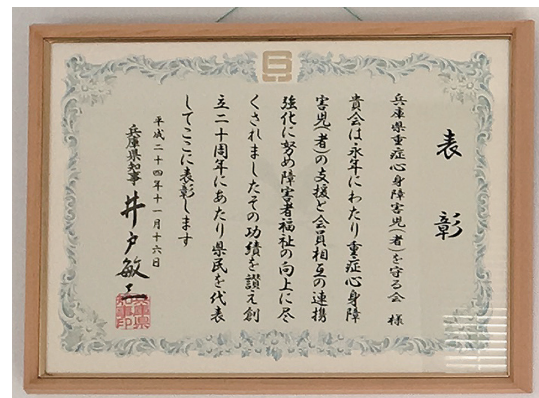 表彰
兵庫県重症心身障害児(者)を守る会 様
貴会は永年にわたり重症心身障
害児(者)の支援と会員相互の連携
強化に努め障害者福祉の向上に尽
くされましたその功績を讃え創
立二十周年にあたり県民を代表
してここに表彰します
平成二十四年十一月十六日
兵庫県知事 井戸敏三
兵庫県知事印